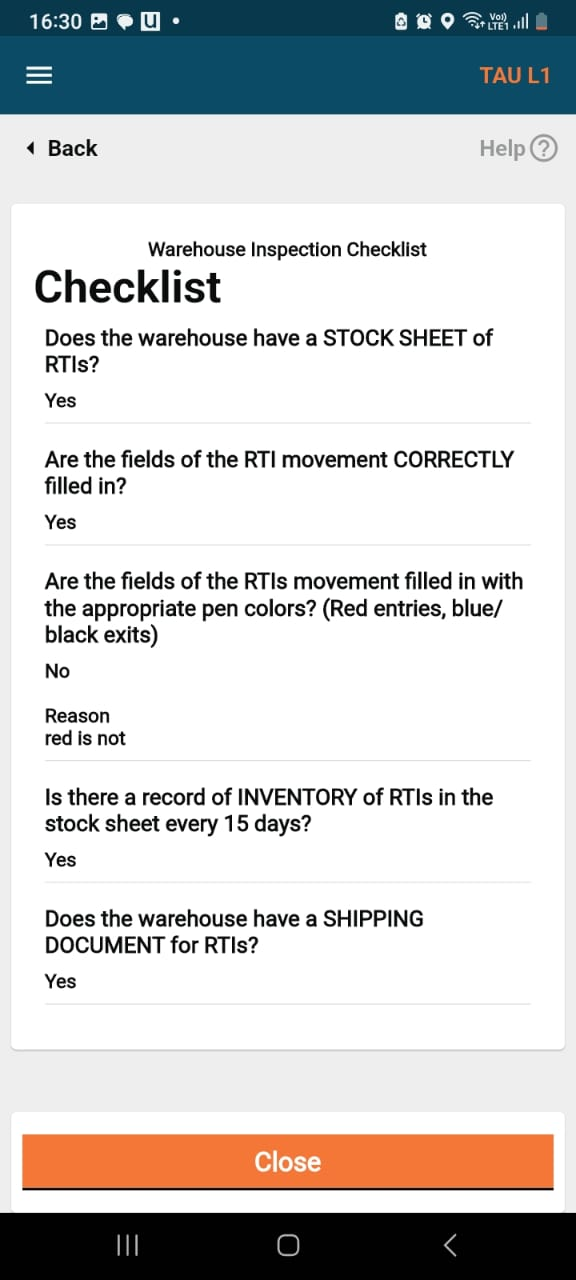 16:30
Vo))
LTE1
TAU L1
Back
Help ?
Warehouse Inspection Checklist
Checklist
Does the warehouse have a STOCK SHEET of
RTIs?
Yes
Are the fields of the RTI movement CORRECTLY
filled in?
Yes
Are the fields of the RTIs movement filled in with
the appropriate pen colors? (Red entries, blue/
black exits)
No
Reason
red is not
Is there a record of INVENTORY of RTIs in the
stock sheet every 15 days?
Yes
Does the warehouse have a SHIPPING
DOCUMENT for RTIs?
Yes
Close